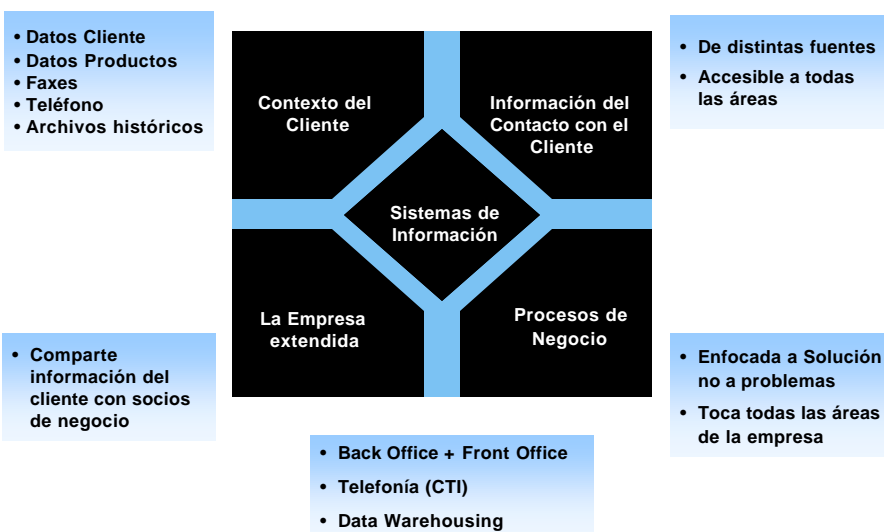 • Datos Cliente
• Datos Productos
• Faxes
• Teléfono
• Archivos históricos
Contexto del
Cliente
Información del
Contacto con el
Cliente
• De distintas fuentes
• Accesible a todas
las áreas
Sistemas de
Información
La Empresa
extendida
Procesos de
Negocio
• Comparte
información del
cliente con socios
de negocio
• Enfocada a Solución
no a problemas
• Toca todas las áreas
de la empresa
• Back Office + Front Office
• Telefonía (CTI)
• Data Warehousing